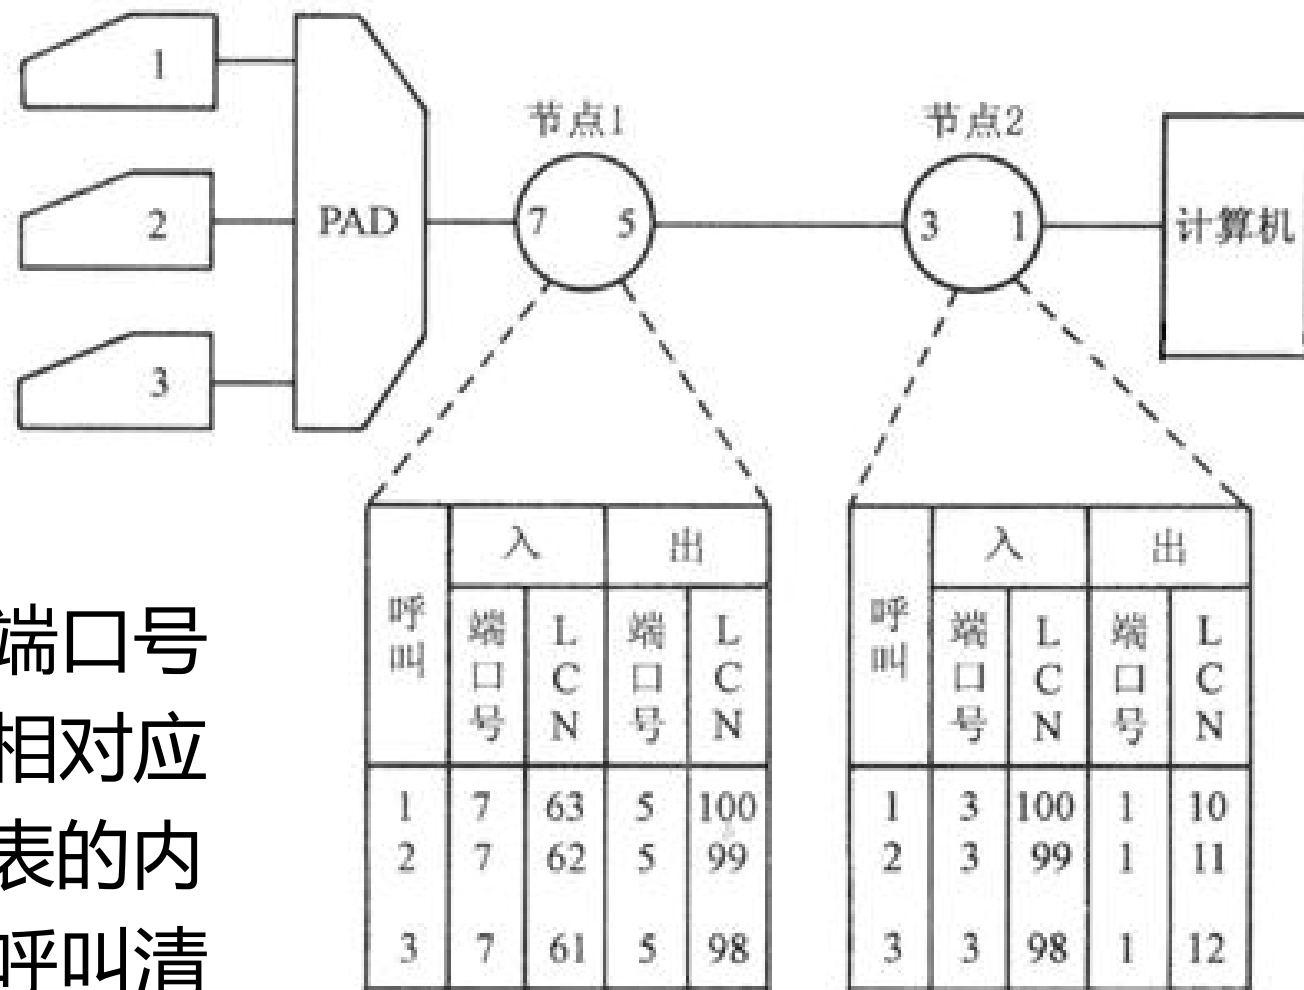 1
节点1
节点2
2
PAD
7 5
3 1
计算机
3
端口号
相对应
表的内
呼叫清
呼叫 入 出
端口号 LCN 端口号 LCN
1 7 63 5 100
2 7 62 5 99
3 7 61 5 98
呼叫 入 出
端口号 LCN 端口号 LCN
1 3 100 1 10
2 3 99 1 11
3 3 98 1 12